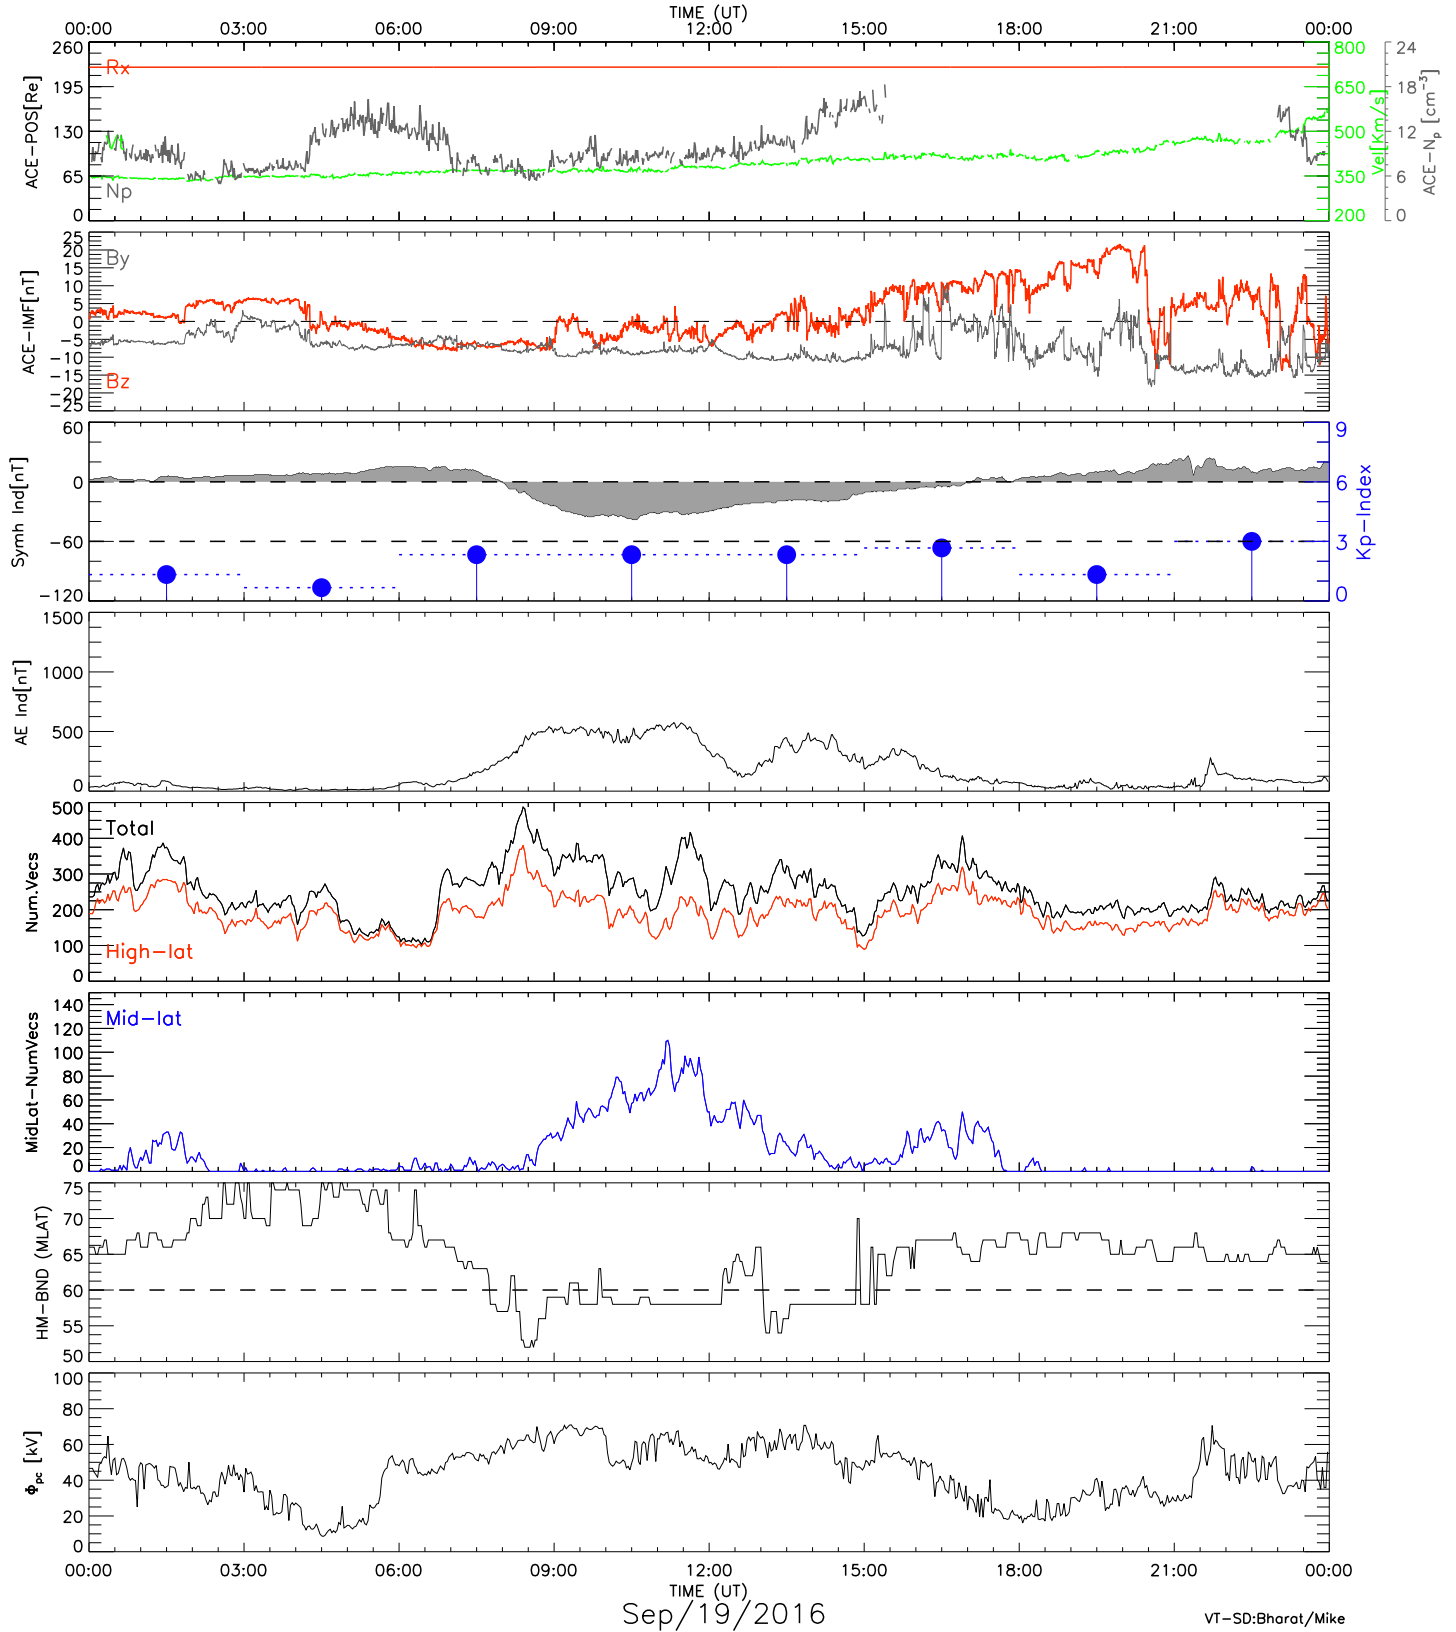 TIME (UT)
00:00 03:00 06:00 09:00 12:00 15:00 18:00 21:00 00:00
260 195 130 65 0
ACE-POS[Re]
Rx
Np
800 650 500 350 200
Vel[Km/s]
24 18 12 6 0
ACE-Np [cm-3]
25 20 15 10 5 0 -5 -10 -15 -20 -25
ACE-IMF[nT]
By
Bz
60 0 -60 -120
Symh Ind[nT]
9 6 3 0
Kp-Index
1500 1000 500 0
AE Ind[nT]
500 400 300 200 100 0
Num.Vecs
Total
High-lat
140 120 100 80 60 40 20 0
MidLat-NumVecs
Mid-lat
75 70 65 60 55 50
HM-BND (MLAT)
100 80 60 40 20 0
Φpc [kV]
00:00 03:00 06:00 09:00 12:00 15:00 18:00 21:00 00:00
TIME (UT)
Sep/19/2016
VT-SD:Bharat/Mike